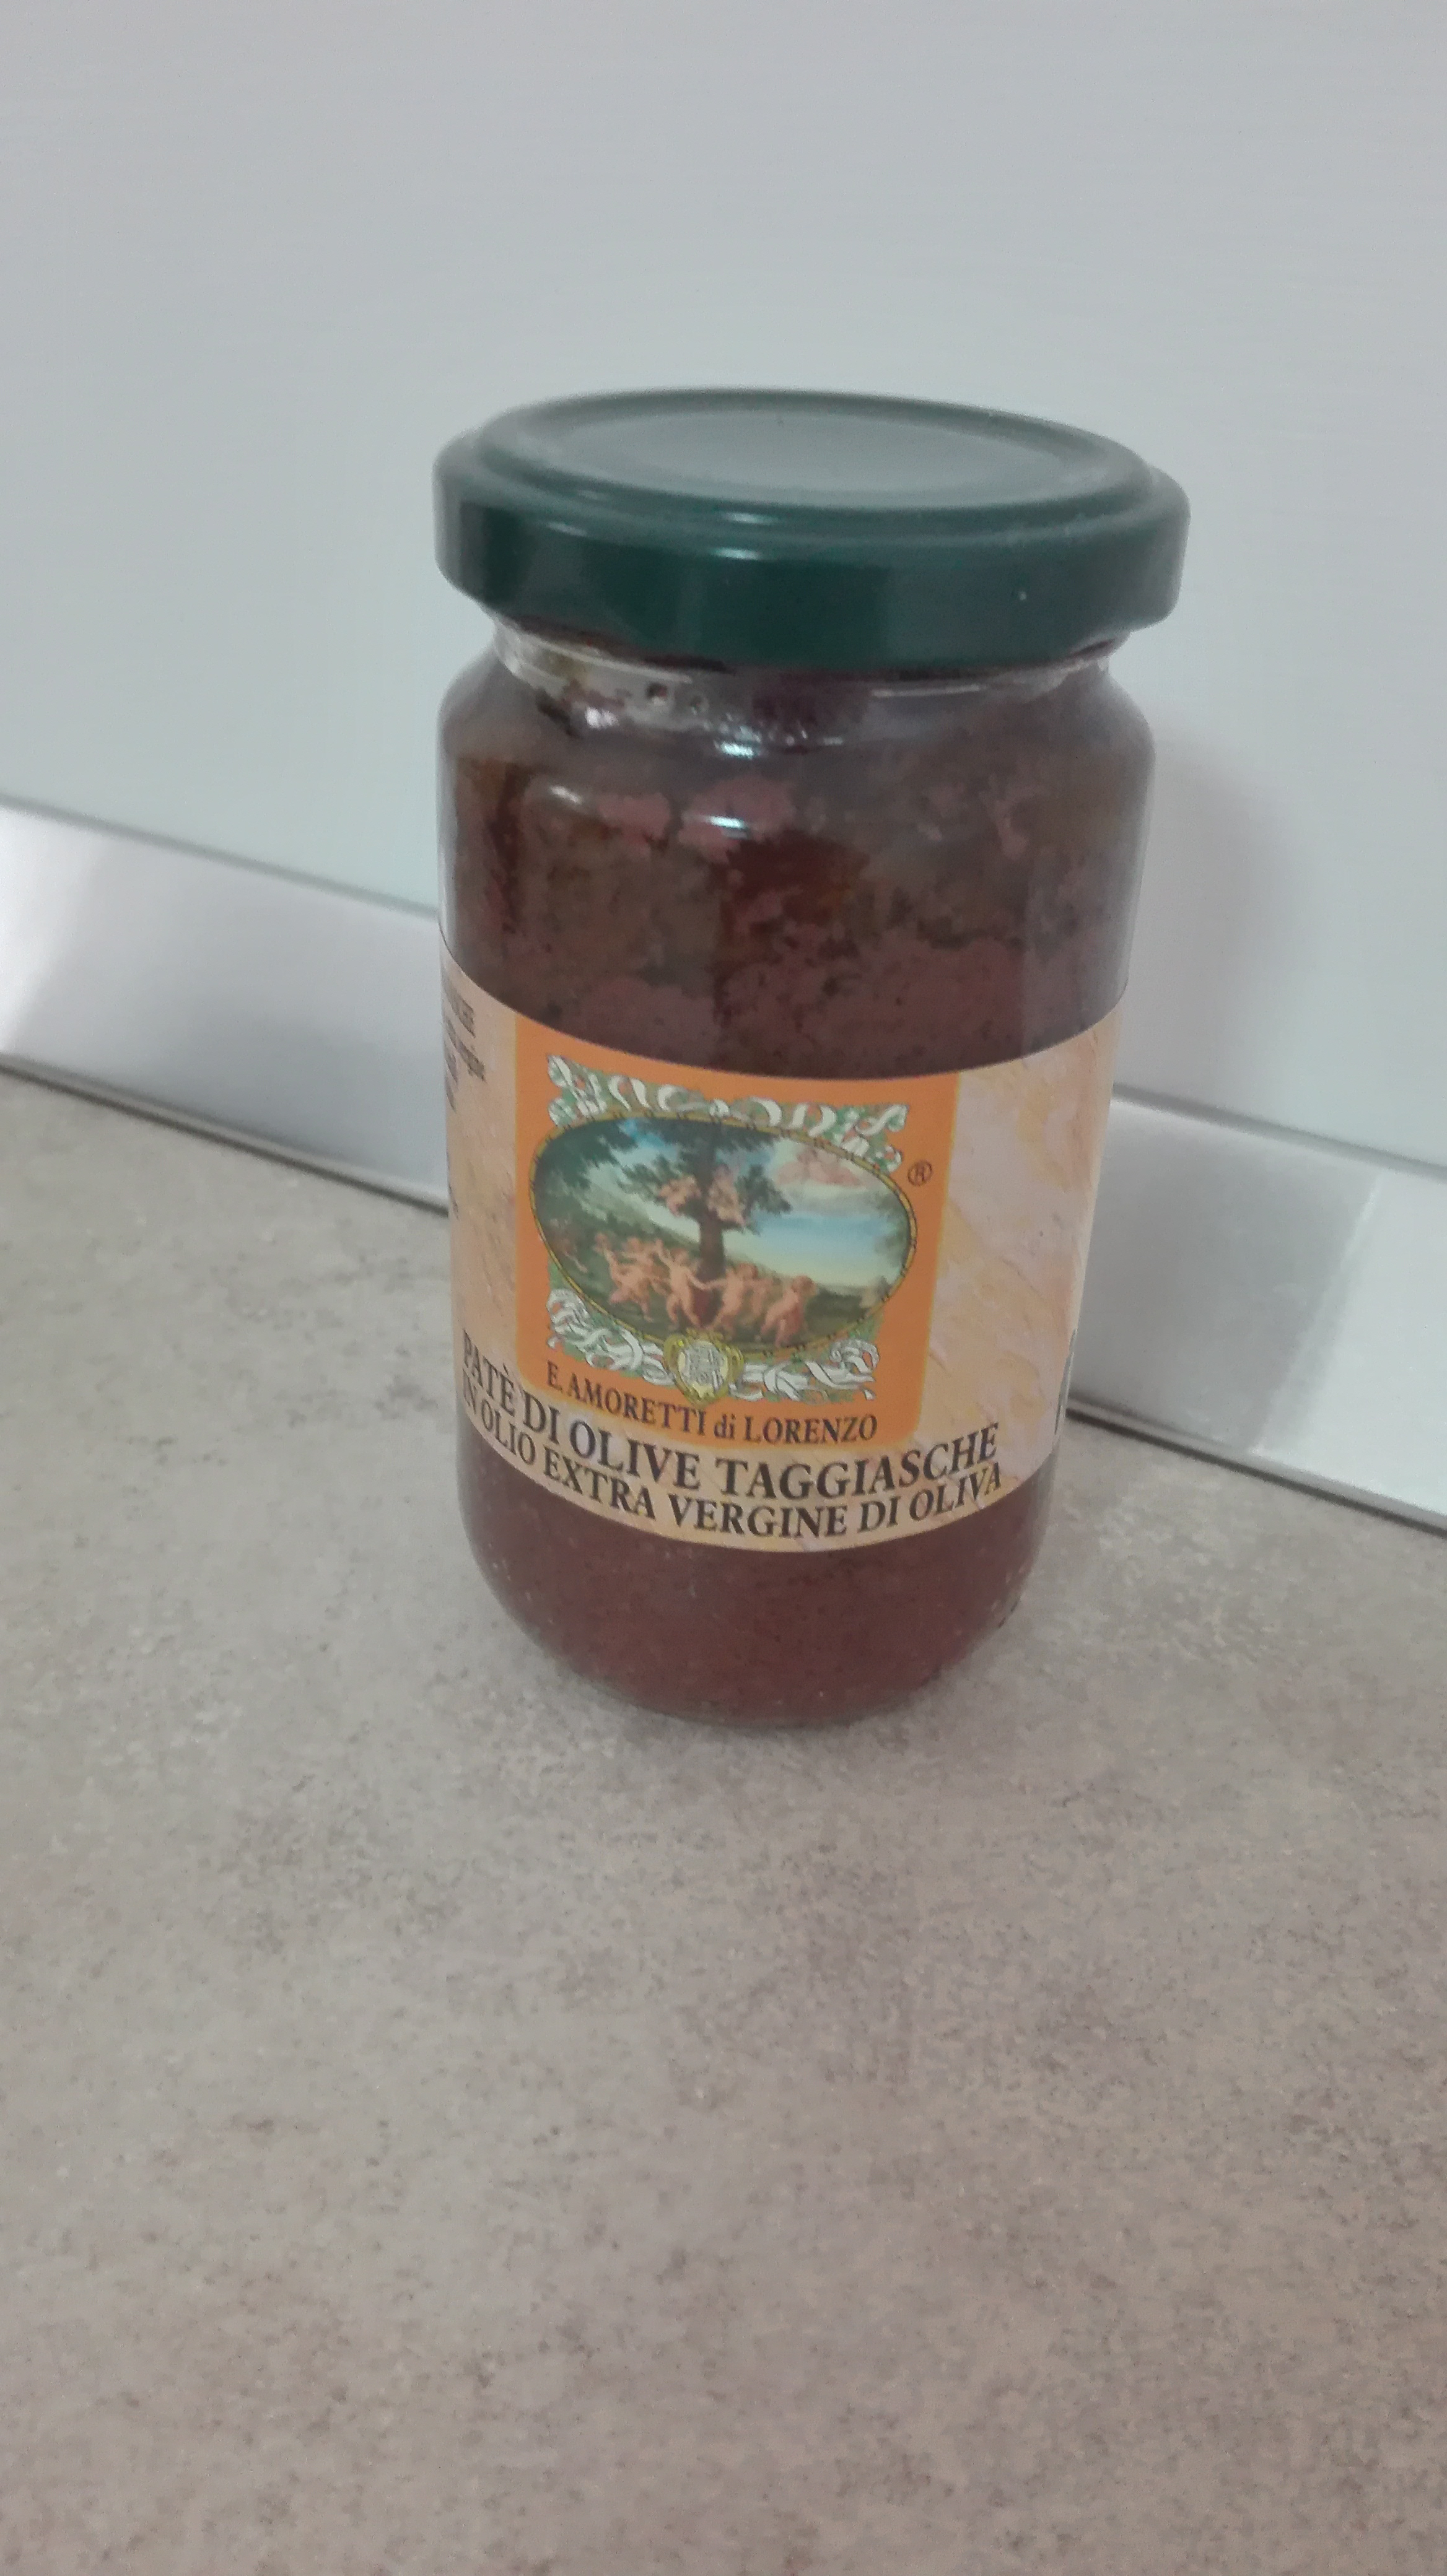 ®
E. AMORETTI di LORENZO
PATÈ DI OLIVE TAGGIASCHE
IN OLIO EXTRA VERGINE DI OLIVA